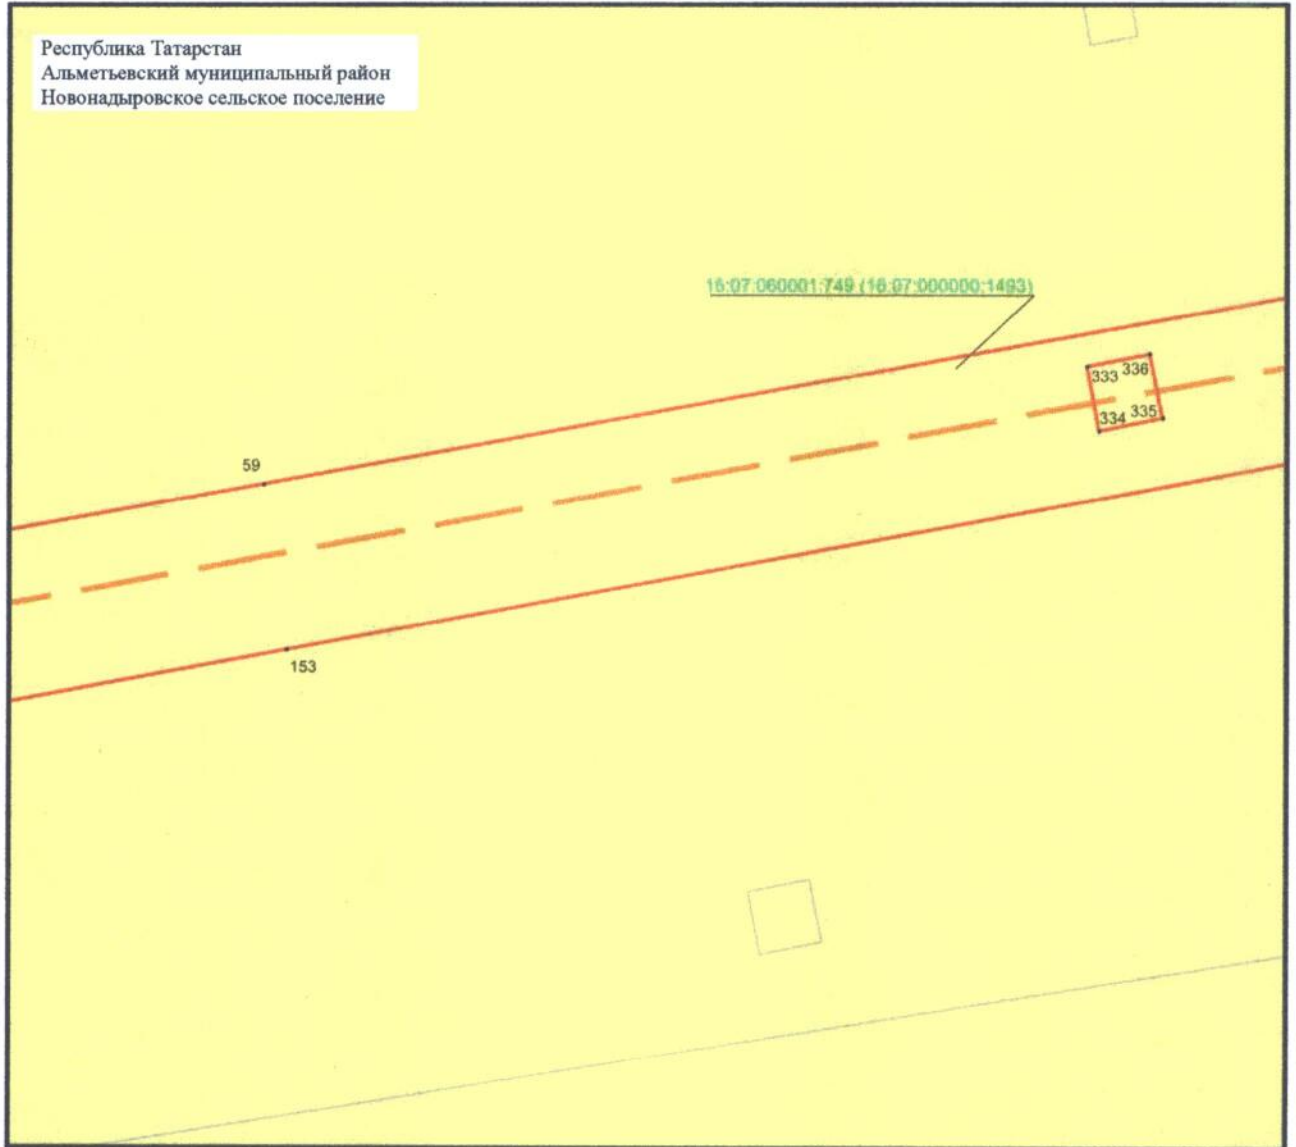 Республика Татарстан
Альметьевский муниципальный район
Новонадыровское сельское поселение
16:07:060001:749 (16:07:000000:1493)
333 336
334 335
59
153